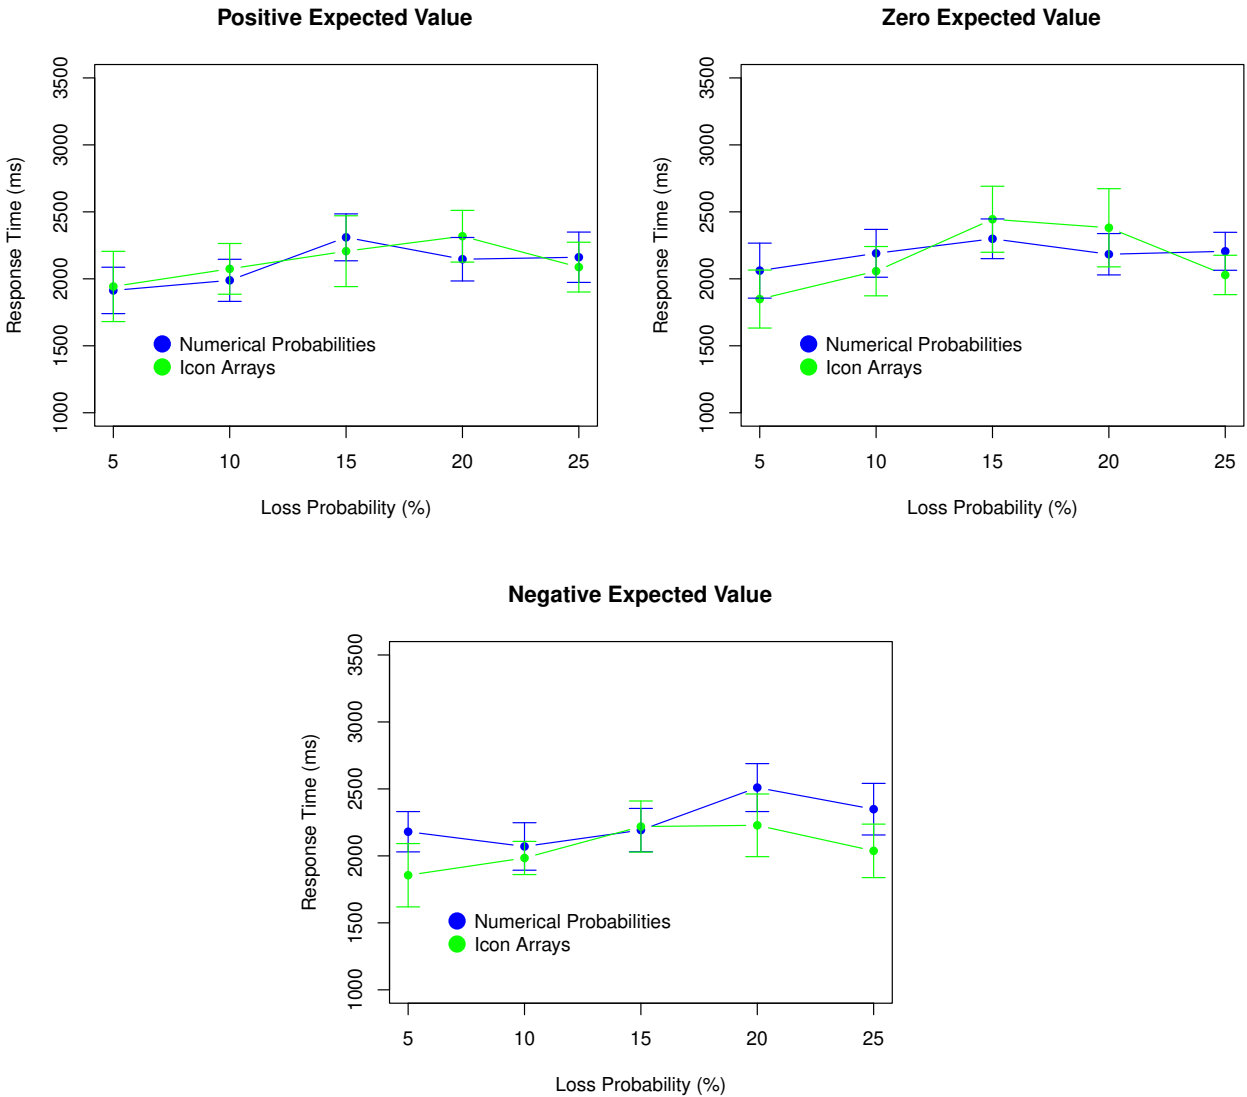 Positive Expected Value
Response Time (ms)
3500
3000
2500
2000
1500
1000
Numerical Probabilities
Icon Arrays
5 10 15 20 25
Loss Probability (%)
Zero Expected Value
Response Time (ms)
3500
3000
2500
2000
1500
1000
Numerical Probabilities
Icon Arrays
5 10 15 20 25
Loss Probability (%)
Negative Expected Value
Response Time (ms)
3500
3000
2500
2000
1500
1000
Numerical Probabilities
Icon Arrays
5 10 15 20 25
Loss Probability (%)